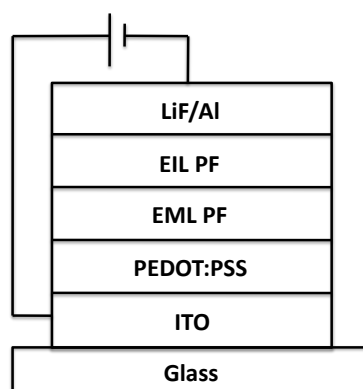 LiF/Al
EIL PF
EML PF
PEDOT:PSS
ITO
Glass